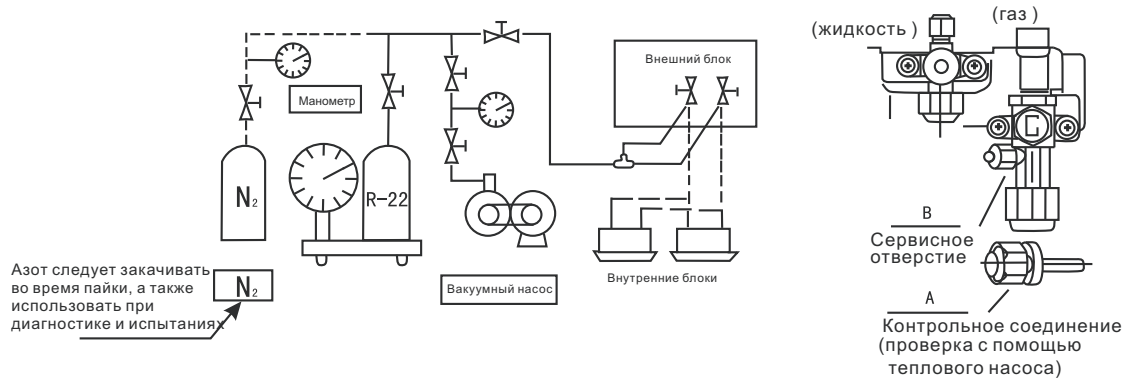 (жидкость )
(газ )
Внешний блок
Манометр
N2
R-22
Внутренние блоки
Вакуумный насос
Азот следует закачивать
во время пайки, а также
использовать при
диагностике и испытаниях
N2
B
Сервисное
отверстие
A
Контрольное соединение
(проверка с помощью
теплового насоса)